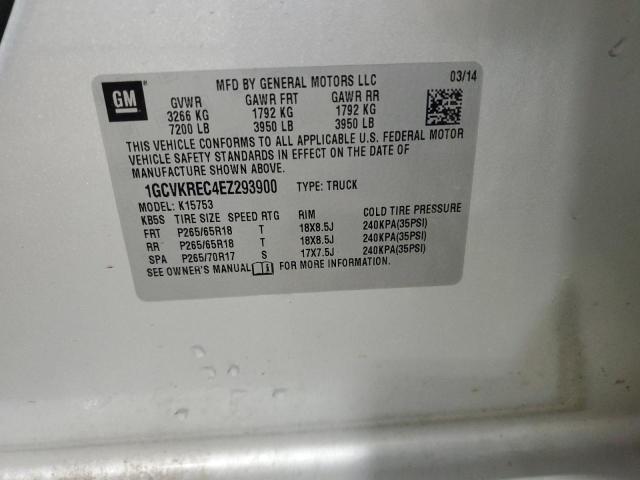 GM
MFD BY GENERAL MOTORS LLC 03/14
GVWR GAWR FRT GAWR RR
3266 KG 1792 KG 1792 KG
7200 LB 3950 LB 3950 LB
THIS VEHICLE CONFORMS TO ALL APPLICABLE U.S. FEDERAL MOTOR
VEHICLE SAFETY STANDARDS IN EFFECT ON THE DATE OF
MANUFACTURE SHOWN ABOVE.
1GCVKREC4EZ293900 TYPE: TRUCK
MODEL: K15753
KB5S TIRE SIZE SPEED RTG RIM COLD TIRE PRESSURE
FRT P265/65R18 T 18X8.5J 240KPA(35PSI)
RR P265/65R18 T 18X8.5J 240KPA(35PSI)
SPA P265/70R17 S 17X7.5J 240KPA(35PSI)
SEE OWNER'S MANUAL FOR MORE INFORMATION.